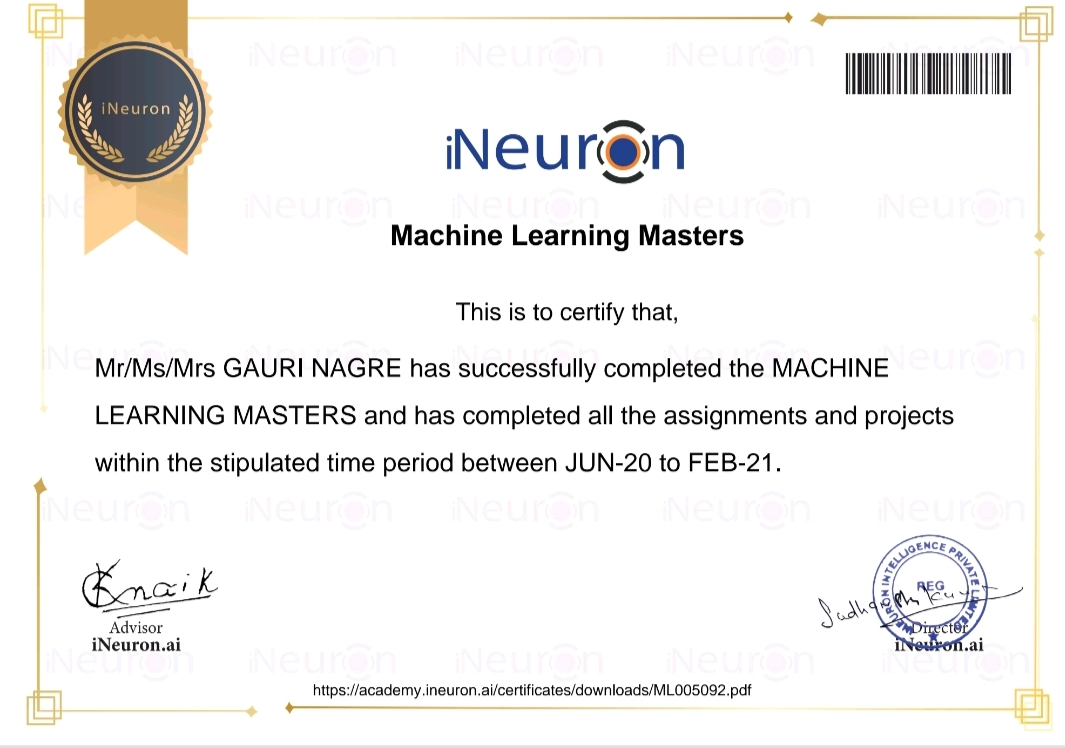 iNeuron
iNeuron
Machine Learning Masters
This is to certify that,
Mr/Ms/Mrs GAURI NAGRE has successfully completed the MACHINE
LEARNING MASTERS and has completed all the assignments and projects
within the stipulated time period between JUN-20 to FEB-21.
Knaik
Advisor
iNeuron.ai
INEURON INTELLIGENCE PRIVATE LIMITED
REG
Director
iNeuron.ai
https://academy.ineuron.ai/certificates/downloads/ML005092.pdf